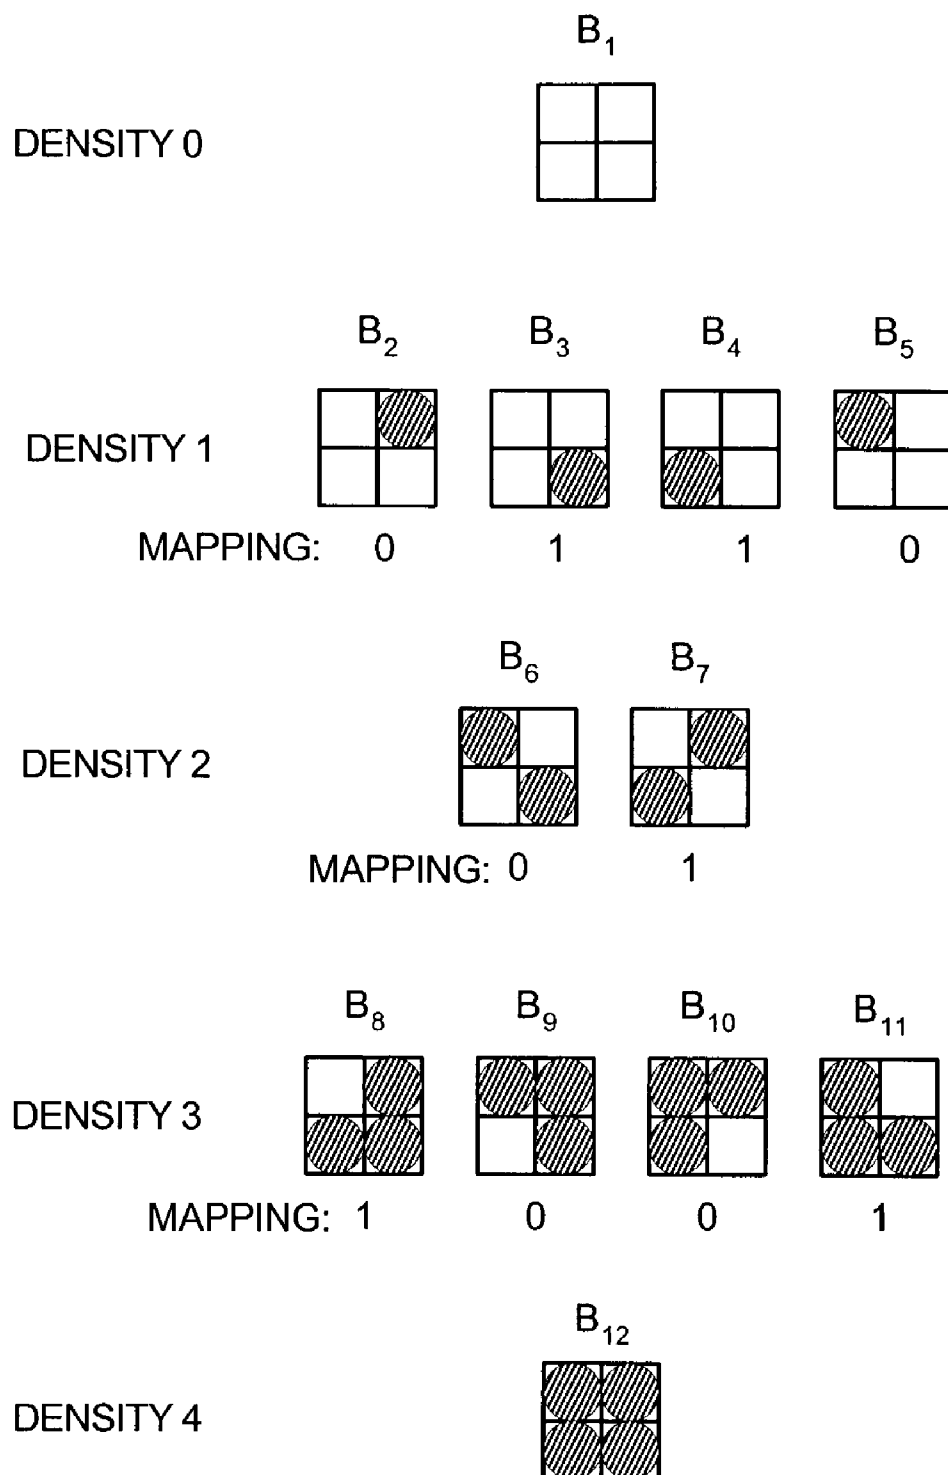 B1
DENSITY 0
B2 B3 B4 B5
DENSITY 1
MAPPING: 0 1 1 0
B6 B7
DENSITY 2
MAPPING: 0 1
B8 B9 B10 B11
DENSITY 3
MAPPING: 1 0 0 1
B12
DENSITY 4